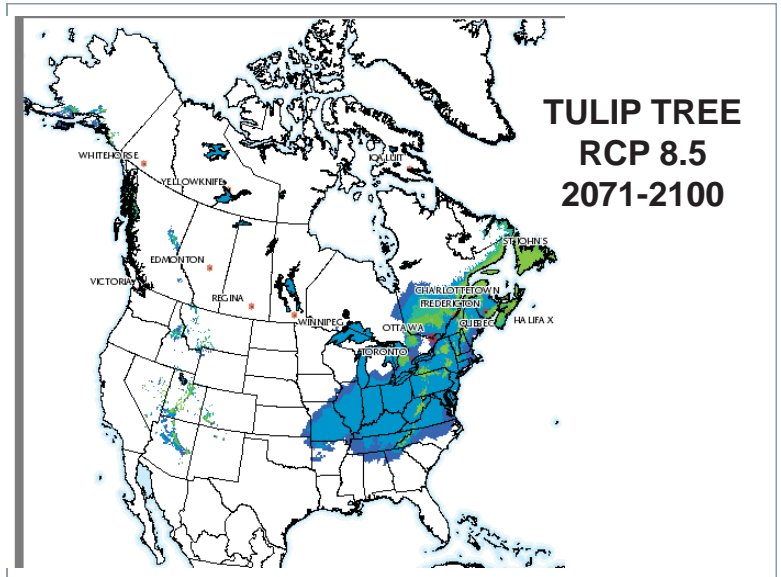 TULIP TREE
RCP 8.5
2071-2100
WHITEHORSE
IQALUIT
YELLOWKNIFE
ST. JOHN'S
EDMONTON
VICTORIA
CHARLOTTETOWN
REGINA
FREDERICTON
WINNIPEG
OTTAWA
QUEBEC
HALIFAX
TORONTO